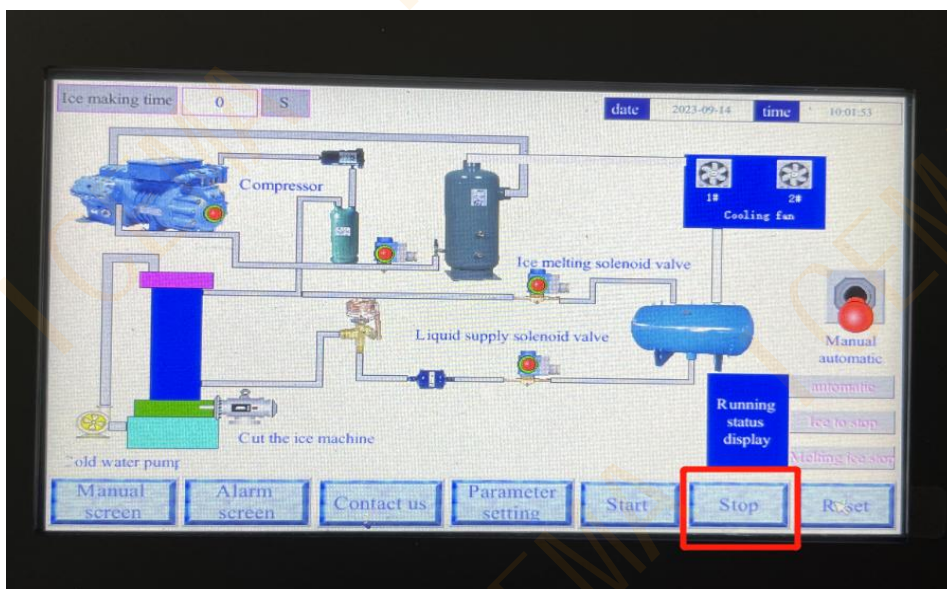 Ice making time 0 S
date 2023-09-14 time 10:01:53
Compressor
1# 2#
Cooling fan
Ice melting solenoid valve
Liquid supply solenoid valve
Manual
automatic
automatic
Running
status
display
Ice to stop
Melting ice stop
Cut the ice machine
old water pump
Manual
screen
Alarm
screen
Contact us
Parameter
setting
Start
Stop
Reset
ICEMA